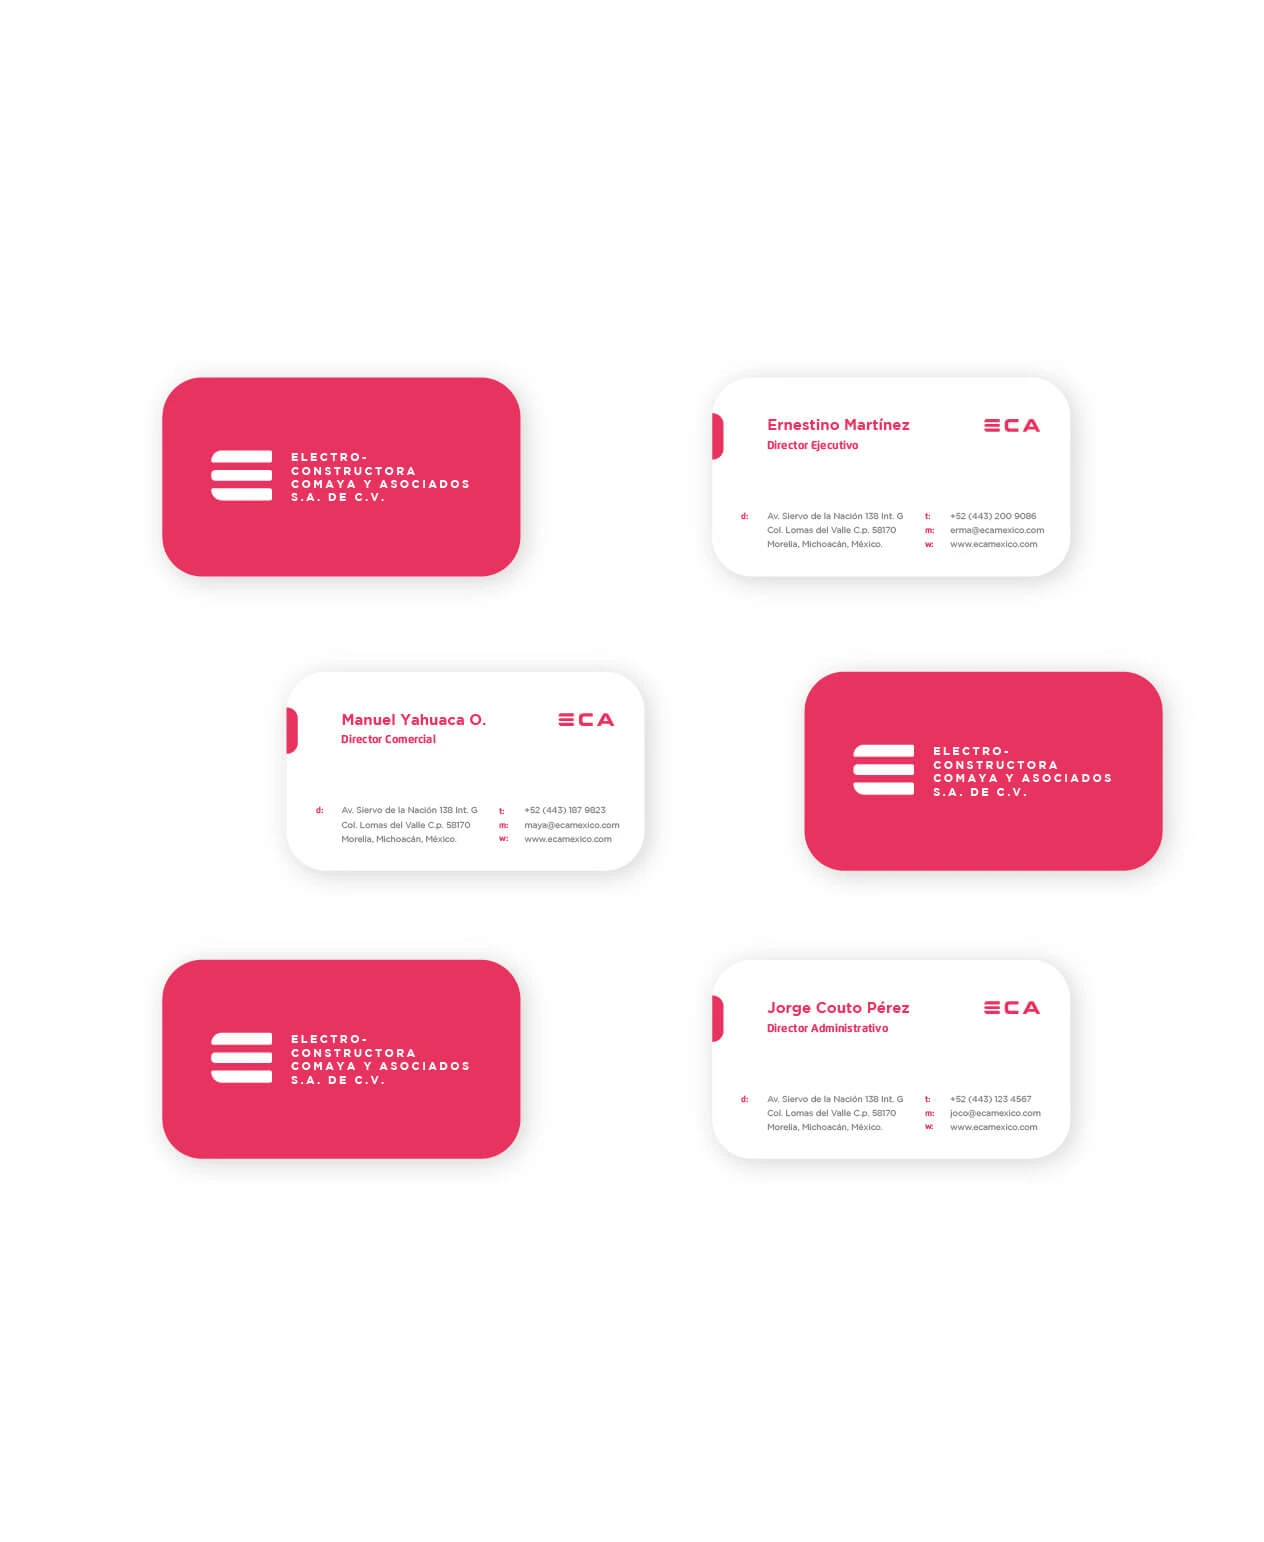 ELECTRO-
CONSTRUCTORA
COMAYA Y ASOCIADOS
S.A. DE C.V.
Ernestino Martínez
Director Ejecutivo
ECA
d: Av. Siervo de la Nación 138 Int. G
Col. Lomas del Valle C.p. 58170
Morelia, Michoacán, México.
t: +52 (443) 200 9086
m: erma@ecamexico.com
w: www.ecamexico.com
Manuel Yahuaca O.
Director Comercial
ECA
d: Av. Siervo de la Nación 138 Int. G
Col. Lomas del Valle C.p. 58170
Morelia, Michoacán, México.
t: +52 (443) 187 9823
m: maya@ecamexico.com
w: www.ecamexico.com
ELECTRO-
CONSTRUCTORA
COMAYA Y ASOCIADOS
S.A. DE C.V.
ELECTRO-
CONSTRUCTORA
COMAYA Y ASOCIADOS
S.A. DE C.V.
Jorge Couto Pérez
Director Administrativo
ECA
d: Av. Siervo de la Nación 138 Int. G
Col. Lomas del Valle C.p. 58170
Morelia, Michoacán, México.
t: +52 (443) 123 4567
m: joco@ecamexico.com
w: www.ecamexico.com